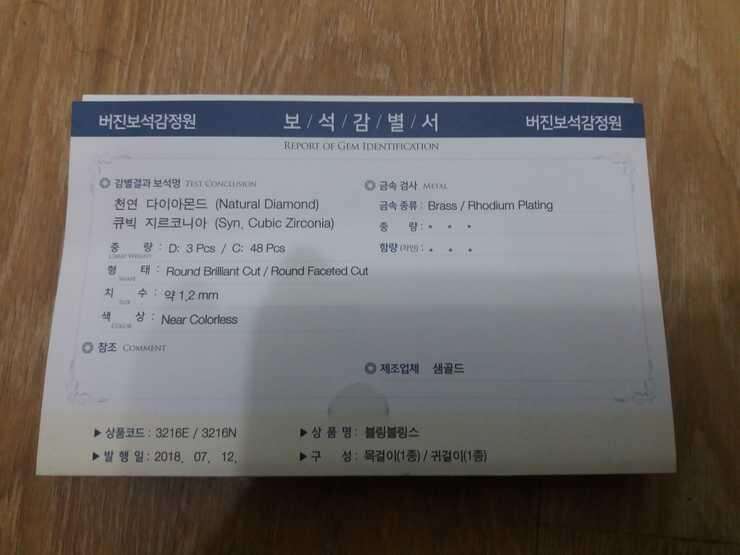 버진보석감정원 보/석/감/별/서 버진보석감정원
REPORT OF GEM IDENTIFICATION
감별결과 보석명 TEST CONCLUSION
천연 다이아몬드 (Natural Diamond)
큐빅 지르코니아 (Syn. Cubic Zirconia)
중 량 : D: 3 Pcs / C: 48 Pcs
CARAT WEIGHT
형 태 : Round Brilliant Cut / Round Faceted Cut
SHAPE
치 수 : 약 1.2 mm
SIZE
색 상 : Near Colorless
COLOR
참조 COMMENT
금속 검사 METAL
금속 종류 : Brass / Rhodium Plating
중 량 : * * *
함량 (각인) : * * *
제조업체 샘골드
▶상품코드 : 3216E / 3216N
▶발 행 일 : 2018. 07. 12.
▶상 품 명 : 블링블링스
▶구 성 : 목걸이(1종) / 귀걸이(1종)